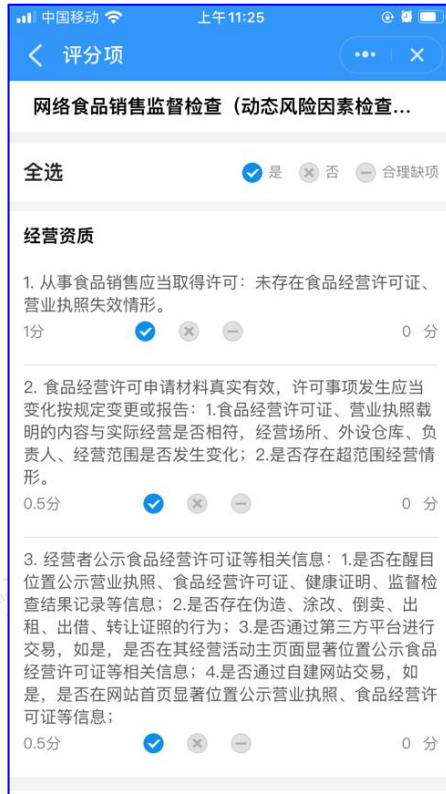 中国移动 上午11:25
评分项
网络食品销售监督检查（动态风险因素检查...
全选 是 否 合理缺项
经营资质
1. 从事食品销售应当取得许可：未存在食品经营许可证、
营业执照失效情形。
1分 0 分
2. 食品经营许可申请材料真实有效，许可事项发生应当
变化按规定变更或报告：1.食品经营许可证、营业执照载
明的内容与实际经营是否相符，经营场所、外设仓库、负
责人、经营范围是否发生变化；2.是否存在超范围经营情
形。
0.5分 0 分
3. 经营者公示食品经营许可证等相关信息：1.是否在醒目
位置公示营业执照、食品经营许可证、健康证明、监督检
查结果记录等信息；2.是否存在伪造、涂改、倒卖、出
租、出借、转让证照的行为；3.是否通过第三方平台进行
交易，如是，是否在其经营活动主页面显著位置公示食品
经营许可证等相关信息；4.是否通过自建网站交易，如
是，是否在网站首页显著位置公示营业执照、食品经营许
可证等信息；
0.5分 0 分